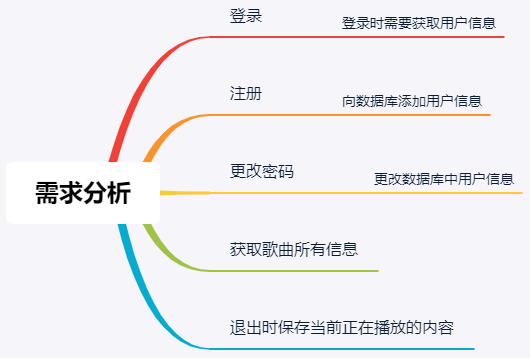 登录
登录时需要获取用户信息
注册
向数据库添加用户信息
更改密码
更改数据库中用户信息
需求分析
获取歌曲所有信息
退出时保存当前正在播放的内容